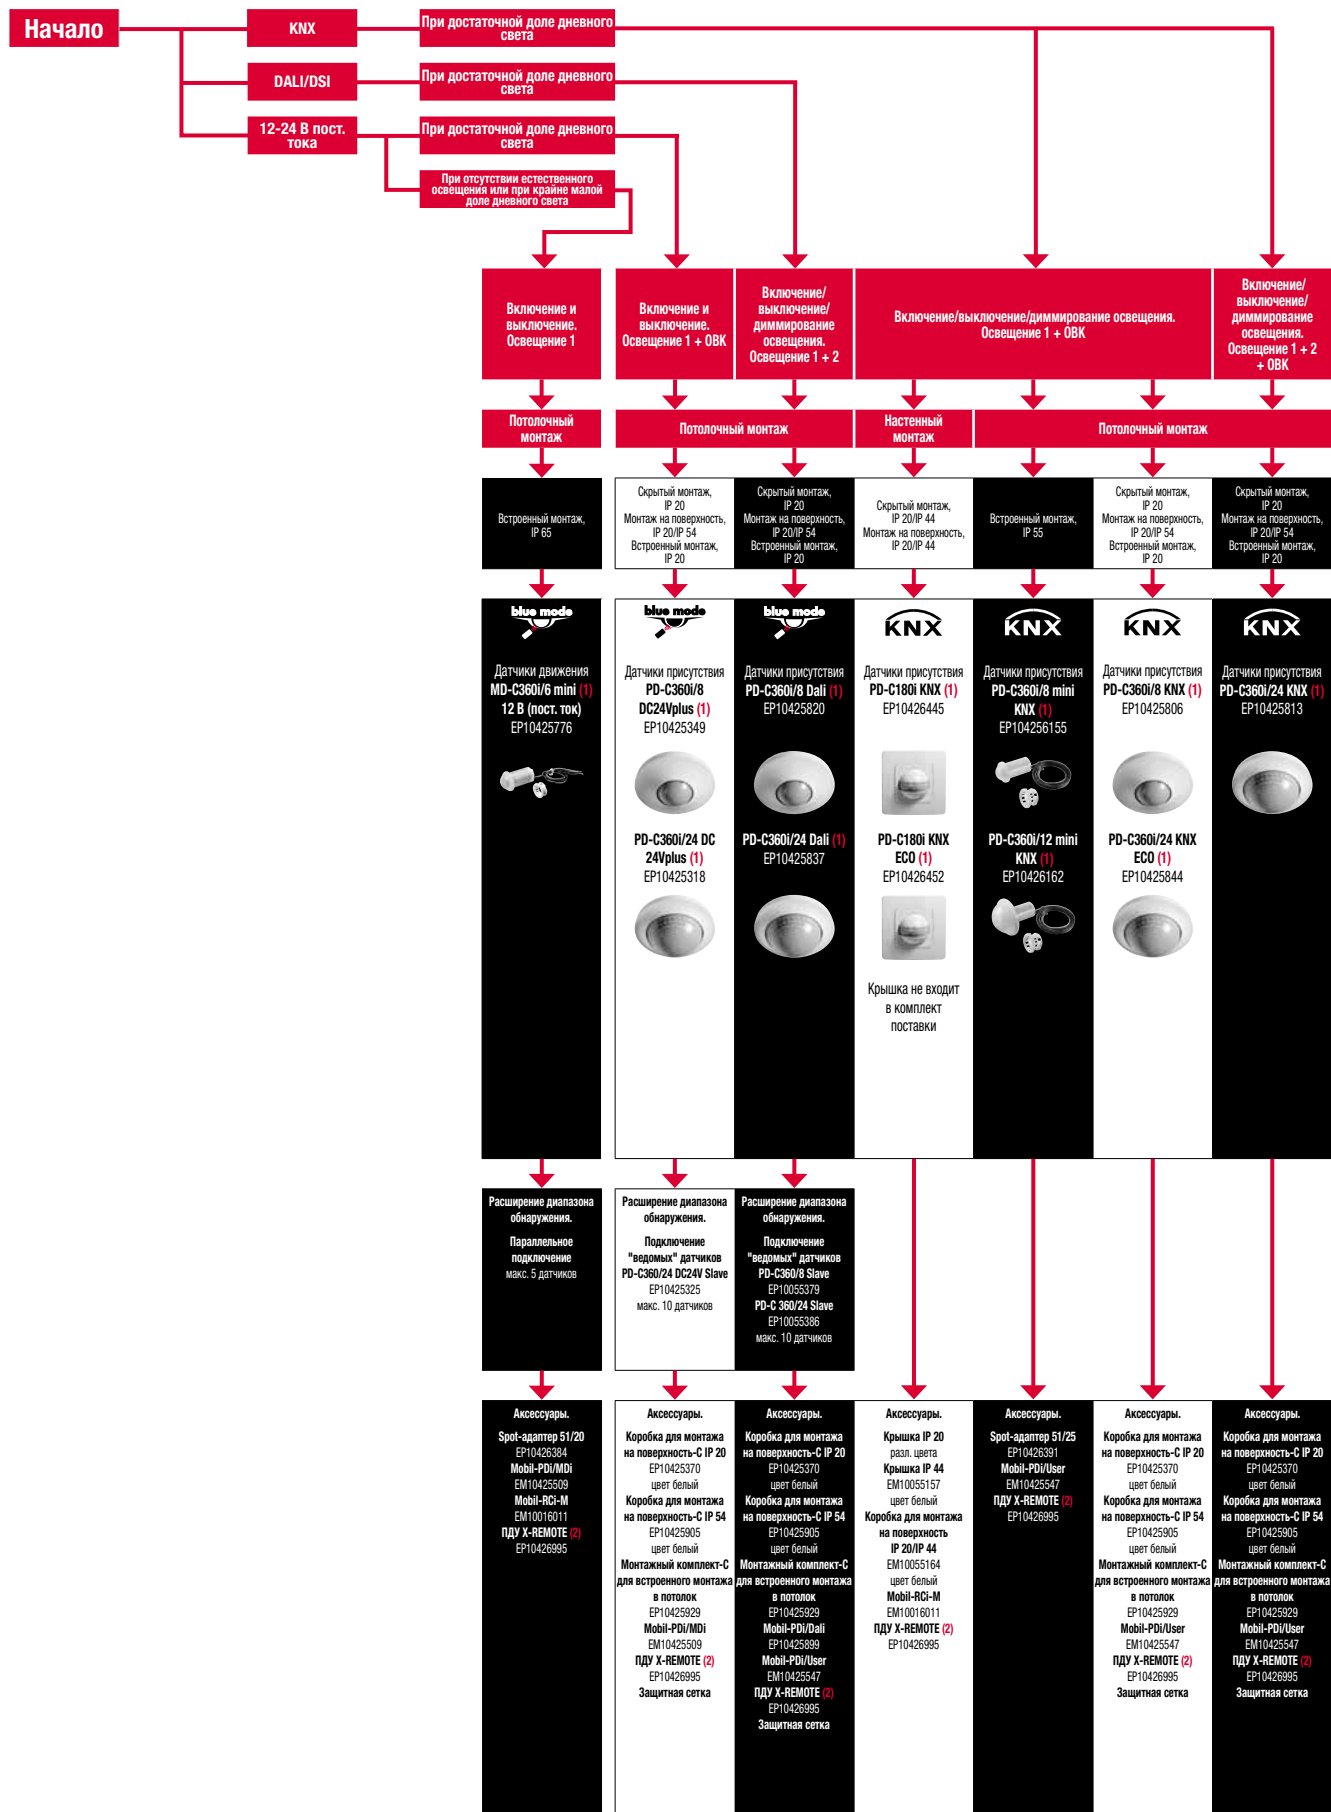 Начало
KNX
При достаточной доле дневного
света
DALI/DSI
При достаточной доле дневного
света
12-24 В пост.
тока
При достаточной доле дневного
света
При отсутствии естественного
освещения или при крайне малой
доле дневного света
Включение и
выключение.
Освещение 1
Включение и
выключение.
Освещение 1 + ОВК
Включение/
выключение/
диммирование
освещения.
Освещение 1 + 2
Включение/выключение/диммирование освещения.
Освещение 1 + ОВК
Включение/
выключение/
диммирование
освещения.
Освещение 1 + 2
+ ОВК
Потолочный
монтаж
Потолочный монтаж
Настенный
монтаж
Потолочный монтаж
Встроенный монтаж,
IP 65
Скрытый монтаж,
IP 20
Монтаж на поверхность,
IP 20/IP 54
Встроенный монтаж,
IP 20
Скрытый монтаж,
IP 20
Монтаж на поверхность,
IP 20/IP 54
Встроенный монтаж,
IP 20
Скрытый монтаж,
IP 20/IP 44
Монтаж на поверхность,
IP 20/IP 44
Встроенный монтаж,
IP 55
Скрытый монтаж,
IP 20
Монтаж на поверхность,
IP 20/IP 54
Встроенный монтаж,
IP 20
Скрытый монтаж,
IP 20
Монтаж на поверхность,
IP 20/IP 54
Встроенный монтаж,
IP 20
blue mode
Датчики движения
MD-C360i/6 mini (1)
12 В (пост. ток)
EP10425776
blue mode
Датчики присутствия
PD-C360i/8
DC24Vplus (1)
EP10425349
PD-C360i/24 DC
24Vplus (1)
EP10425318
blue mode
Датчики присутствия
PD-C360i/8 Dali (1)
EP10425820
PD-C360i/24 Dali (1)
EP10425837
KNX
Датчики присутствия
PD-C180i KNX (1)
EP10426445
PD-C180i KNX
ECO (1)
EP10426452
Крышка не входит
в комплект
поставки
KNX
Датчики присутствия
PD-C360i/8 mini
KNX (1)
EP104256155
PD-C360i/12 mini
KNX (1)
EP10426162
KNX
Датчики присутствия
PD-C360i/8 KNX (1)
EP10425806
PD-C360i/24 KNX
ECO (1)
EP10425844
KNX
Датчики присутствия
PD-C360i/24 KNX (1)
EP10425813
Расширение диапазона
обнаружения.
Параллельное
подключение
макс. 5 датчиков
Расширение диапазона
обнаружения.
Подключение
"ведомых" датчиков
PD-C360/24 DC24V Slave
EP10425325
макс. 10 датчиков
Расширение диапазона
обнаружения.
Подключение
"ведомых" датчиков
PD-C360/8 Slave
EP10055379
PD-C 360/24 Slave
EP10055386
макс. 10 датчиков
Аксессуары.
Spot-адаптер 51/20
EP10426384
Mobil-PDi/MDi
EM10425509
Mobil-RCi-M
EM10016011
ПДУ X-REMOTE (2)
EP10426995
Аксессуары.
Коробка для монтажа
на поверхность-С IP 20
EP10425370
цвет белый
Коробка для монтажа
на поверхность-С IP 54
EP10425905
цвет белый
Монтажный комплект-С
для встроенного монтажа
в потолок
EP10425929
Mobil-PDi/MDi
EM10425509
ПДУ X-REMOTE (2)
EP10426995
Защитная сетка
Аксессуары.
Коробка для монтажа
на поверхность-С IP 20
EP10425370
цвет белый
Коробка для монтажа
на поверхность-С IP 54
EP10425905
цвет белый
Монтажный комплект-С
для встроенного монтажа
в потолок
EP10425929
Mobil-PDi/Dali
EP10425899
Mobil-PDi/User
EM10425547
ПДУ X-REMOTE (2)
EP10426995
Защитная сетка
Аксессуары.
Крышка IP 20
разл. цвета
Крышка IP 44
EM10055157
цвет белый
Коробка для монтажа
на поверхность
IP 20/IP 44
EM10055164
цвет белый
Mobil-RCi-M
EM10016011
ПДУ X-REMOTE (2)
EP10426995
Аксессуары.
Spot-адаптер 51/25
EP10426391
Mobil-PDi/User
EM10425547
ПДУ X-REMOTE (2)
EP10426995
Аксессуары.
Коробка для монтажа
на поверхность-С IP 20
EP10425370
цвет белый
Коробка для монтажа
на поверхность-С IP 54
EP10425905
цвет белый
Монтажный комплект-С
для встроенного монтажа
в потолок
EP10425929
Mobil-PDi/User
EM10425547
ПДУ X-REMOTE (2)
EP10426995
Защитная сетка
Аксессуары.
Коробка для монтажа
на поверхность-С IP 20
EP10425370
цвет белый
Коробка для монтажа
на поверхность-С IP 54
EP10425905
цвет белый
Монтажный комплект-С
для встроенного монтажа
в потолок
EP10425929
Mobil-PDi/User
EM10425547
ПДУ X-REMOTE (2)
EP10426995
Защитная сетка